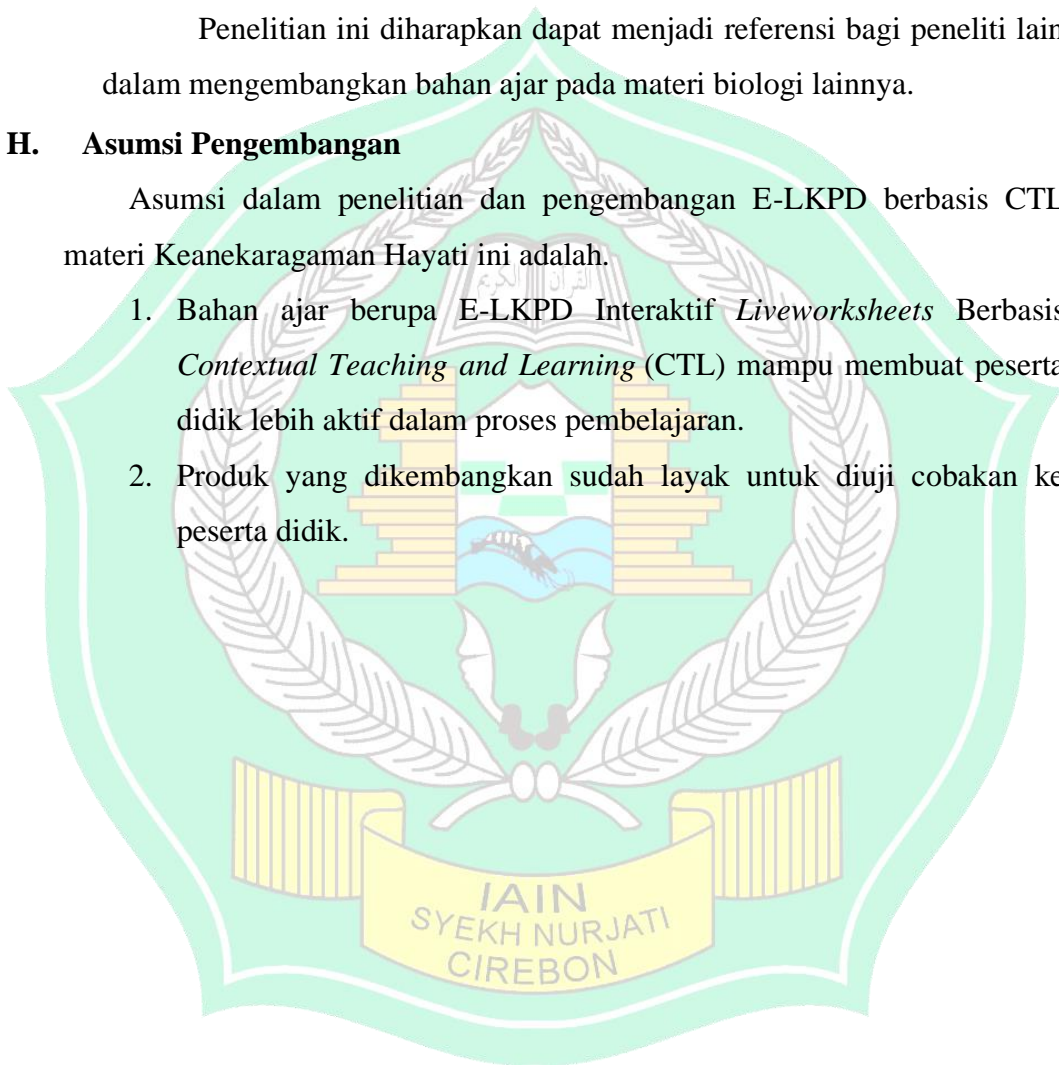 Penelitian ini diharapkan dapat menjadi referensi bagi peneliti lain
dalam mengembangkan bahan ajar pada materi biologi lainnya.
H. Asumsi Pengembangan
Asumsi dalam penelitian dan pengembangan E-LKPD berbasis CTL
materi Keanekaragaman Hayati ini adalah.
1. Bahan ajar berupa E-LKPD Interaktif Liveworksheets Berbasis
Contextual Teaching and Learning (CTL) mampu membuat peserta
didik lebih aktif dalam proses pembelajaran.
2. Produk yang dikembangkan sudah layak untuk diuji cobakan ke
peserta didik.
القرآن الكريم
IAIN
SYEKH NURJATI
CIREBON